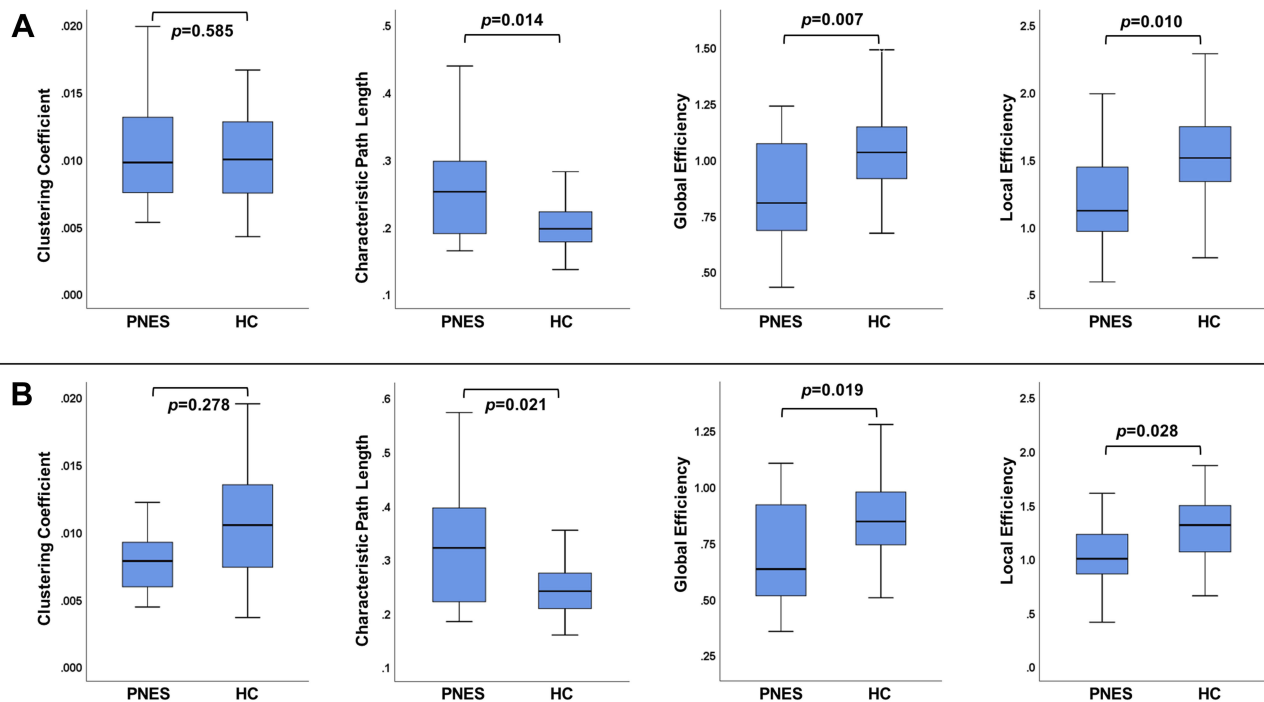 A
Clustering Coefficient
.020
.015
.010
.005
.000
p=0.585
PNES HC
Characteristic Path Length
.5
.4
.3
.2
.1
p=0.014
PNES HC
Global Efficiency
1.50
1.25
1.00
.75
.50
p=0.007
PNES HC
Local Efficiency
2.5
2.0
1.5
1.0
.5
p=0.010
PNES HC
B
Clustering Coefficient
.020
.015
.010
.005
.000
p=0.278
PNES HC
Characteristic Path Length
.6
.5
.4
.3
.2
.1
p=0.021
PNES HC
Global Efficiency
1.25
1.00
.75
.50
.25
p=0.019
PNES HC
Local Efficiency
2.5
2.0
1.5
1.0
.5
.0
p=0.028
PNES HC